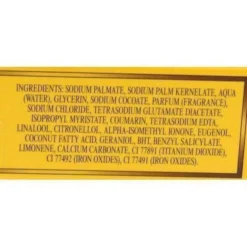 INGREDIENTS: SODIUM PALMATE, SODIUM PALM KERNELATE, AQUA
(WATER), GLYCERIN, SODIUM COCOATE, PARFUM (FRAGRANCE),
SODIUM CHLORIDE, TETRASODIUM GLUTAMATE DIACETATE,
ISOPROPYL MYRISTATE, COUMARIN, TETRASODIUM EDTA,
LINALOOL, CITRONELLOL, ALPHA-ISOMETHYL IONONE, EUGENOL,
COCONUT FATTY ACID, GERANIOL, BHT, BENZYL SALICYLATE,
LIMONENE, CALCIUM CARBONATE, CI 77891 (TITANIUM DIOXIDE),
CI 77492 (IRON OXIDES), CI 77491 (IRON OXIDES).